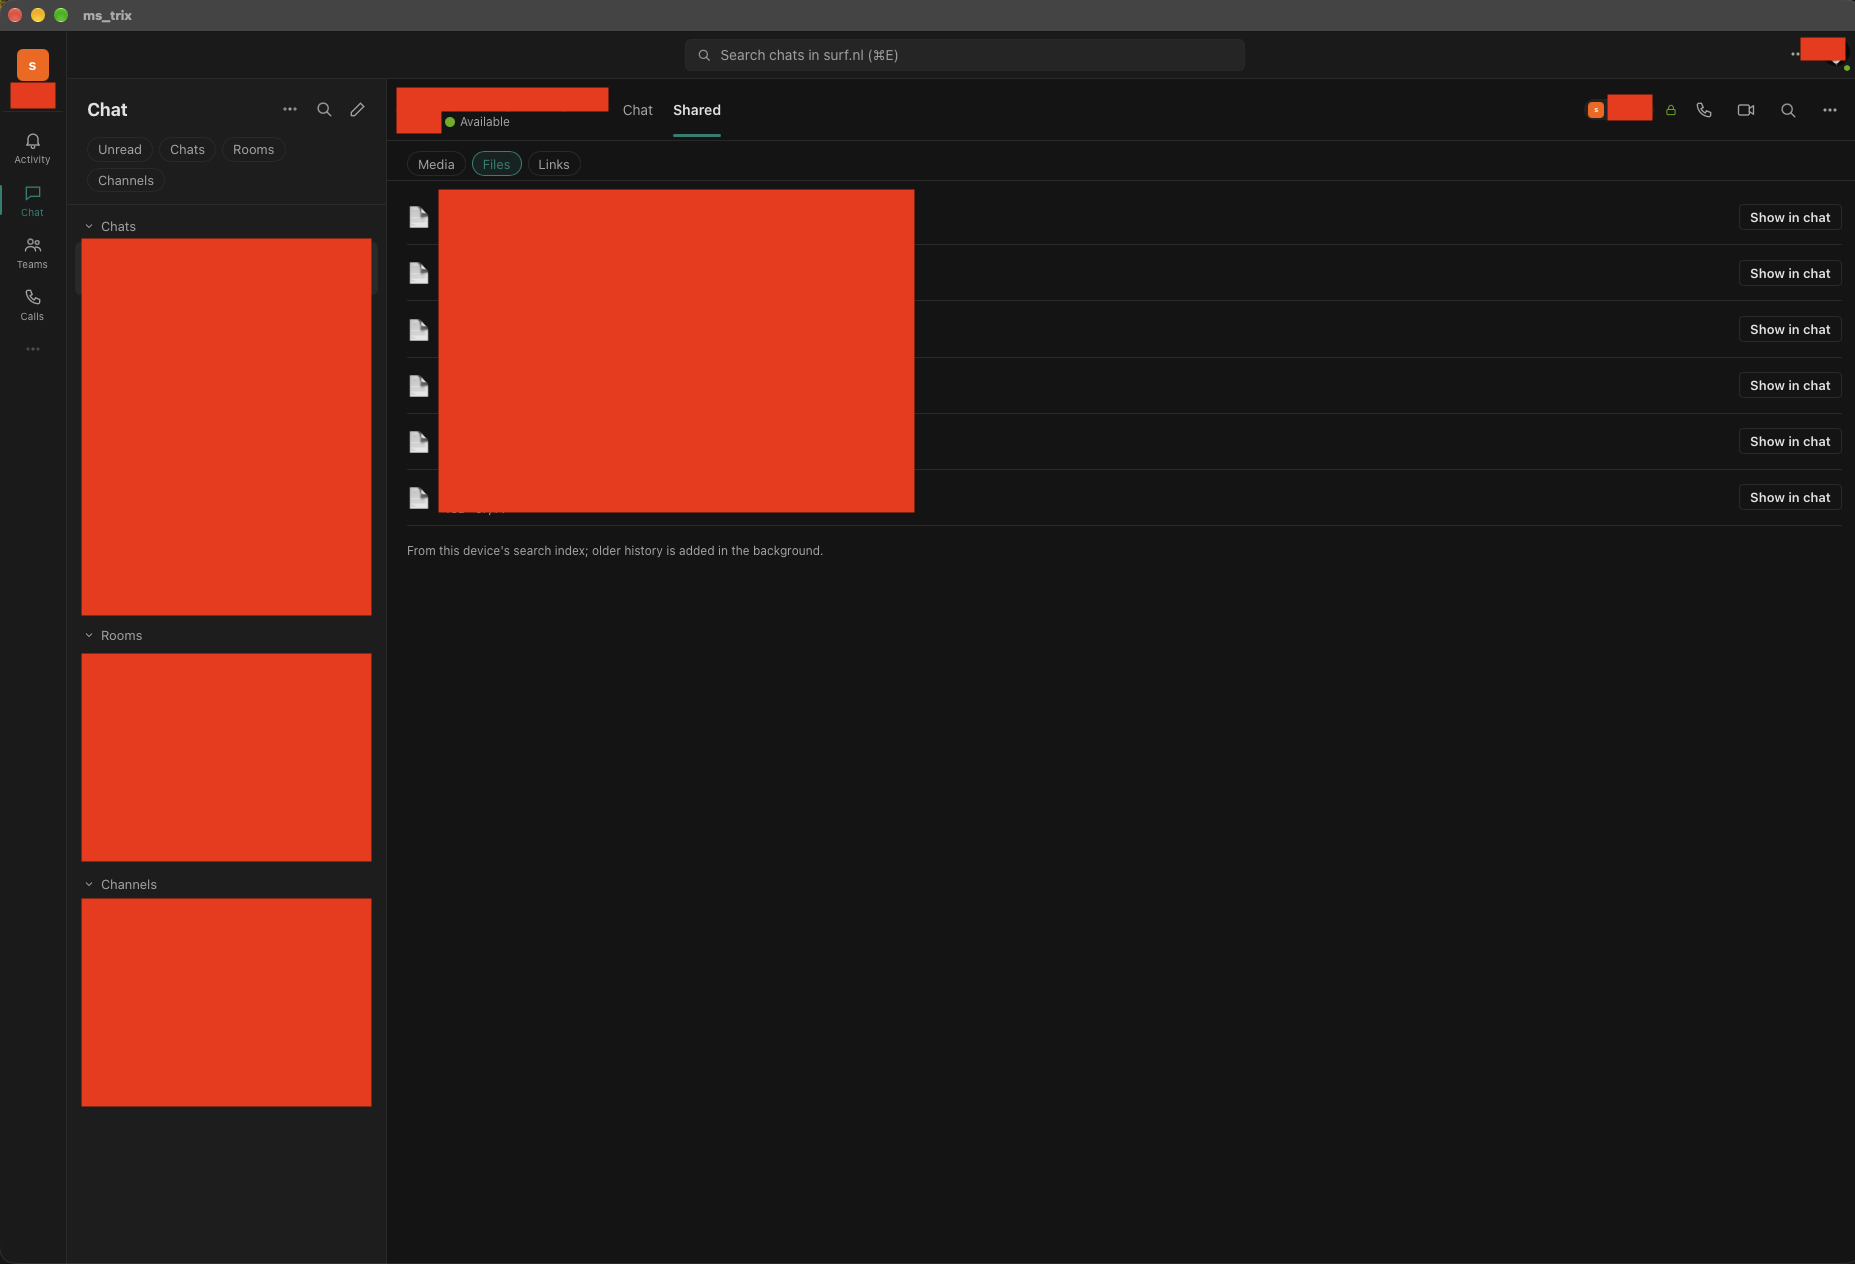 ms_trix
Search chats in surf.nl (⌘E)
s
Activity
Chat
Teams
Calls
Chat
Unread
Chats
Rooms
Channels
Chats
Rooms
Channels
Available
Chat
Shared
s
Media
Files
Links
Show in chat
Show in chat
Show in chat
Show in chat
Show in chat
Show in chat
From this device's search index; older history is added in the background.